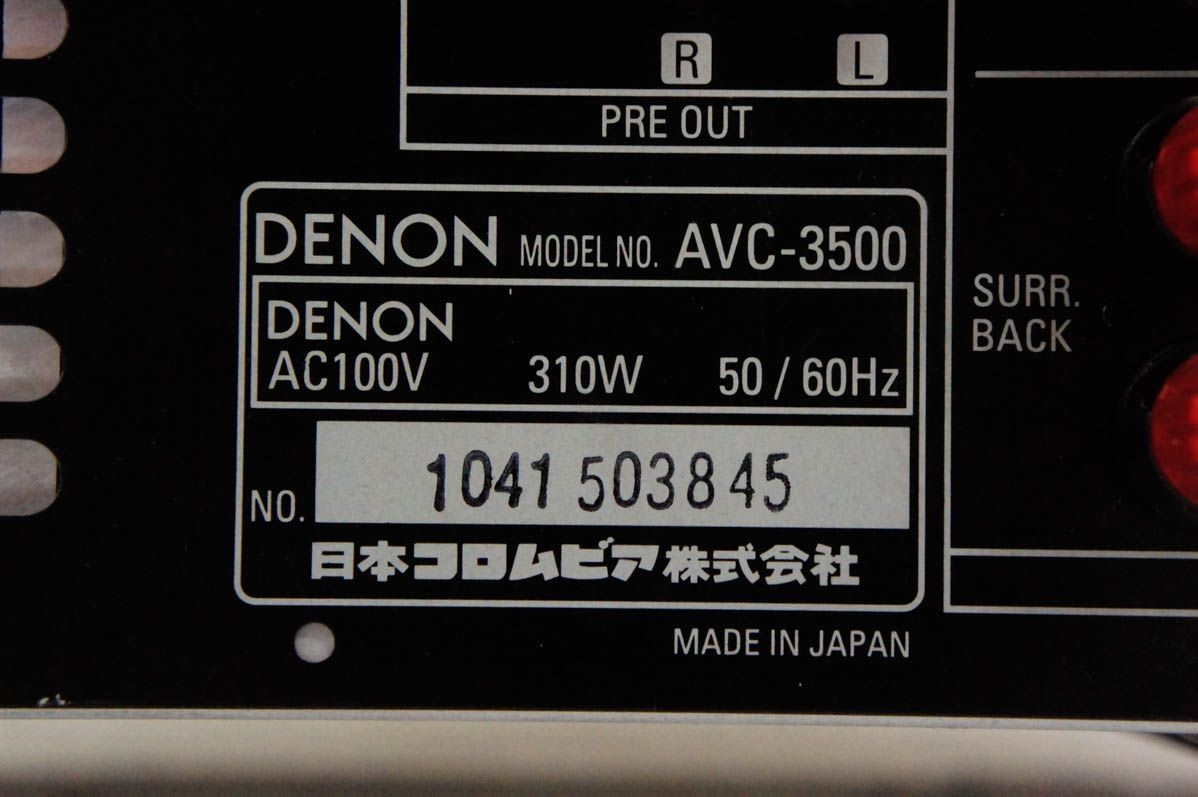 R L
PRE OUT
DENON MODEL NO. AVC-3500
DENON
AC100V 310W 50 / 60Hz
NO. 1041 503845
日本コロムビア株式会社
MADE IN JAPAN
SURR.
BACK